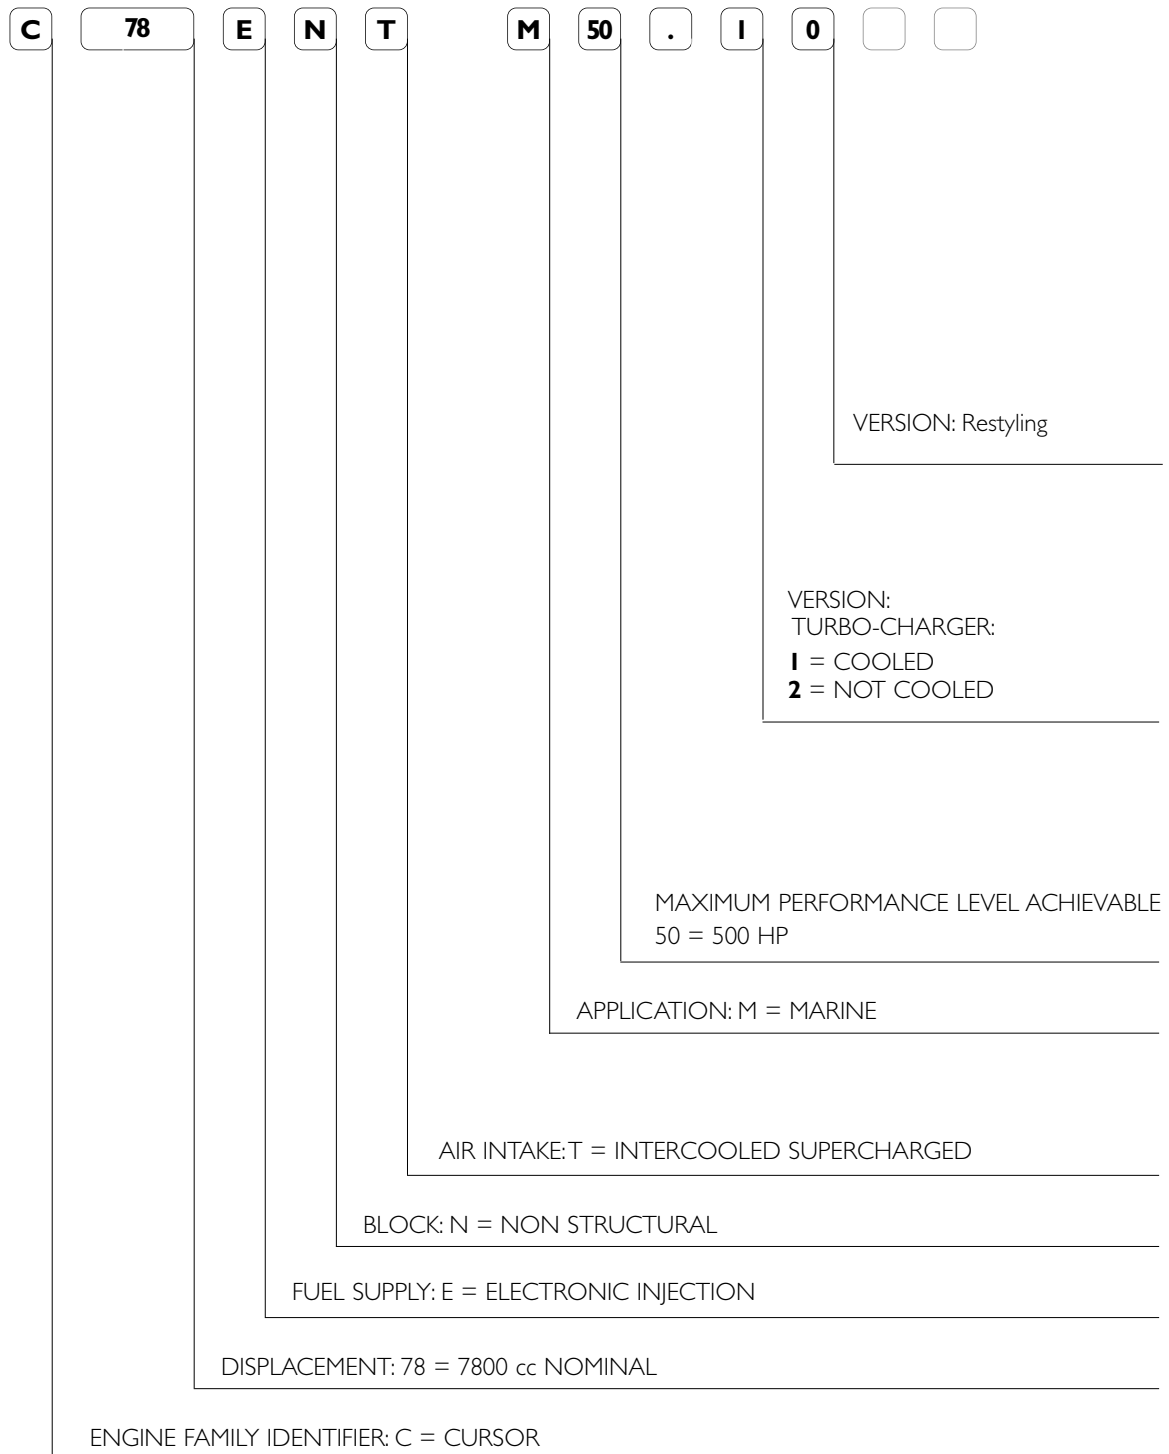 C 78 E N T M 50 . 1 0
VERSION: Restyling
VERSION:
TURBO-CHARGER:
1 = COOLED
2 = NOT COOLED
MAXIMUM PERFORMANCE LEVEL ACHIEVABLE
50 = 500 HP
APPLICATION: M = MARINE
AIR INTAKE: T = INTERCOOLED SUPERCHARGED
BLOCK: N = NON STRUCTURAL
FUEL SUPPLY: E = ELECTRONIC INJECTION
DISPLACEMENT: 78 = 7800 cc NOMINAL
ENGINE FAMILY IDENTIFIER: C = CURSOR